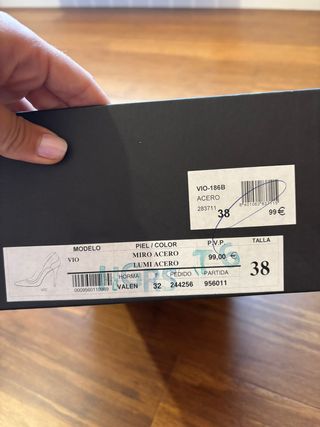 VIO-186B
ACERO
283711
38
99 €
MODELO PIEL / COLOR P.V.P. TALLA
VIO MIRO ACERO 99,00 € 38
LUMI ACERO
HORMA PEDIDO PARTIDA
VALEN 32 244256 956011